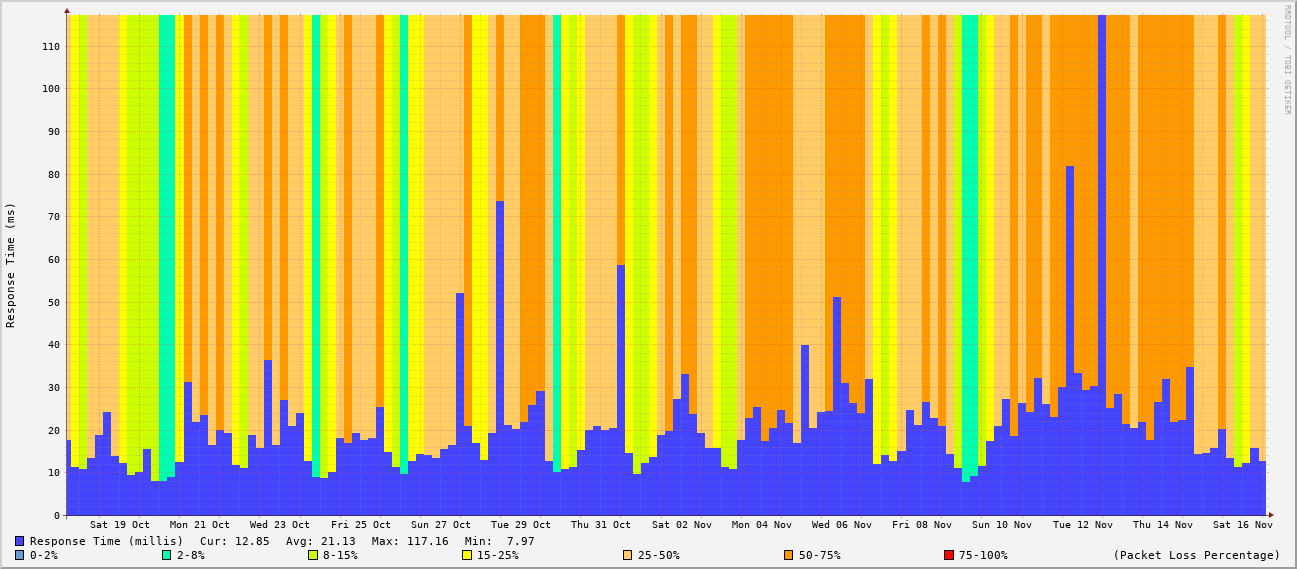 RRDTOOL / TOBI OETIKER
Response Time (ms)
110
100
90
80
70
60
50
40
30
20
10
0
Sat 19 Oct Mon 21 Oct Wed 23 Oct Fri 25 Oct Sun 27 Oct Tue 29 Oct Thu 31 Oct Sat 02 Nov Mon 04 Nov Wed 06 Nov Fri 08 Nov Sun 10 Nov Tue 12 Nov Thu 14 Nov Sat 16 Nov
Response Time (millis) Cur: 12.85 Avg: 21.13 Max: 117.16 Min: 7.97
0-2% 2-8% 8-15% 15-25% 25-50% 50-75% 75-100% (Packet Loss Percentage)